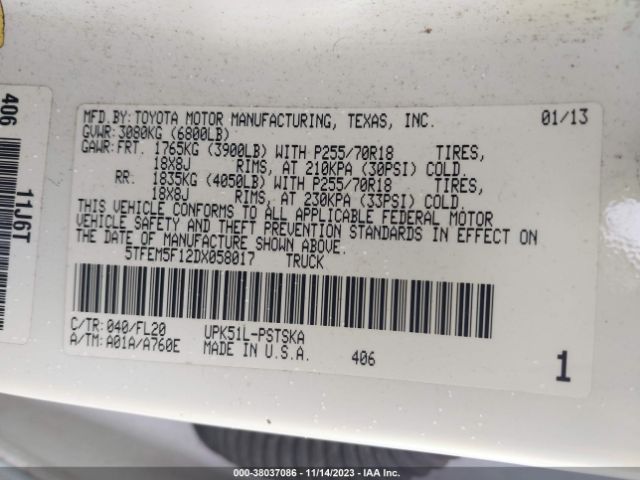 406
11J6T
MFD.BY:TOYOTA MOTOR MANUFACTURING, TEXAS, INC. 01/13
GVWR:3080KG (6800LB)
GAWR:FRT. 1765KG (3900LB) WITH P255/70R18 TIRES,
18X8J RIMS, AT 210KPA (30PSI) COLD.
RR. 1835KG (4050LB) WITH P255/70R18 TIRES,
18X8J RIMS, AT 230KPA (33PSI) COLD.
THIS VEHICLE CONFORMS TO ALL APPLICABLE FEDERAL MOTOR
VEHICLE SAFETY AND THEFT PREVENTION STANDARDS IN EFFECT ON
THE DATE OF MANUFACTURE SHOWN ABOVE.
5TFEM5F12DX058017 TRUCK
C/TR:040/FL20 UPK51L-PSTSKA
A/TM:A01A/A760E MADE IN U.S.A. 406
1
000-38037086 - 11/14/2023 - IAA Inc.